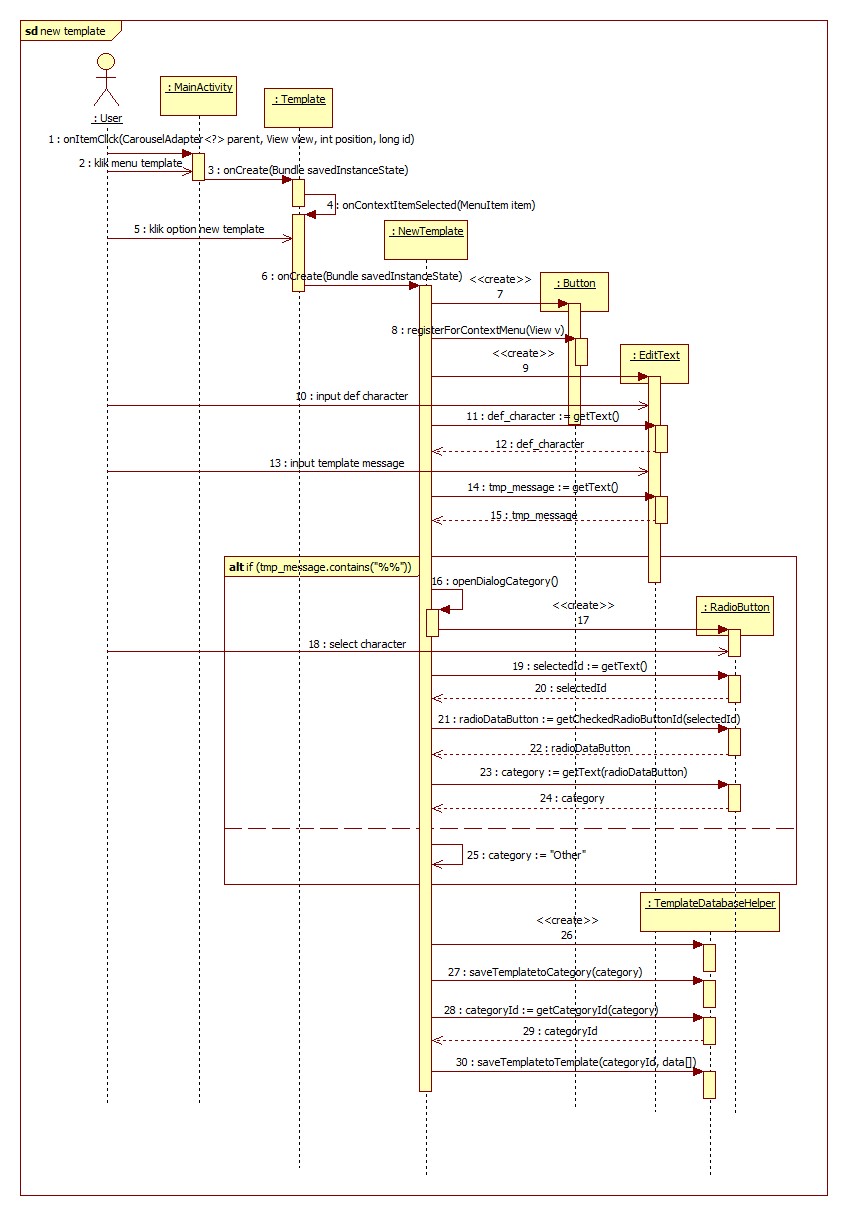 sd new template
: MainActivity
: Template
: User
1 : onItemClick(CarouselAdapter<?> parent, View view, int position, long id)
2 : klik menu template
3 : onCreate(Bundle savedInstanceState)
4 : onContextItemSelected(MenuItem item)
5 : klik option new template
: NewTemplate
6 : onCreate(Bundle savedInstanceState)
<<create>>
7
: Button
8 : registerForContextMenu(View v)
<<create>>
9
: EditText
10 : input def character
11 : def_character := getText()
12 : def_character
13 : input template message
14 : tmp_message := getText()
15 : tmp_message
alt if (tmp_message.contains("%%"))
16 : openDialogCategory()
<<create>>
17
: RadioButton
18 : select character
19 : selectedId := getText()
20 : selectedId
21 : radioDataButton := getCheckedRadioButtonId(selectedId)
22 : radioDataButton
23 : category := getText(radioDataButton)
24 : category
25 : category := "Other"
: TemplateDatabaseHelper
<<create>>
26
27 : saveTemplatetoCategory(category)
28 : categoryId := getCategoryId(category)
29 : categoryId
30 : saveTemplatetoTemplate(categoryId, data[])